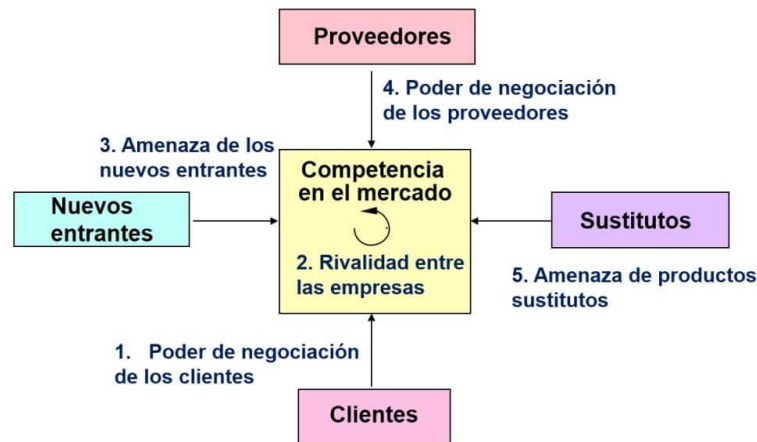 Proveedores
4. Poder de negociación
de los proveedores
3. Amenaza de los
nuevos entrantes
Competencia
en el mercado
Nuevos
entrantes
Sustitutos
2. Rivalidad entre
las empresas
5. Amenaza de productos
sustitutos
1. Poder de negociación
de los clientes
Clientes